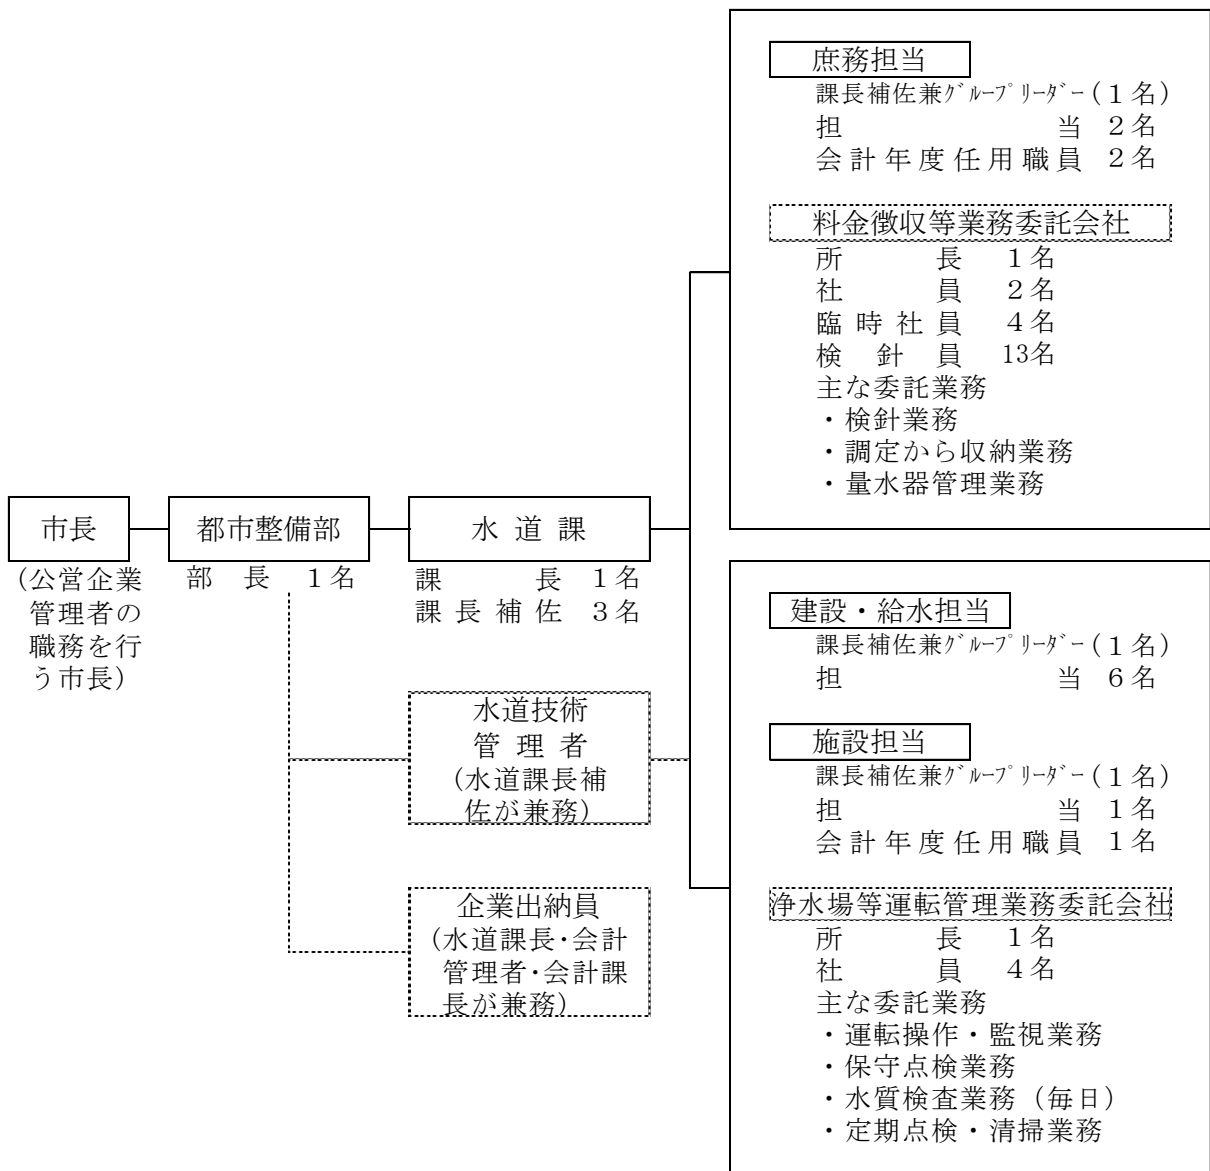 市長
(公営企業
管理者の
職務を行
う市長)
都市整備部
部長 1名
水道課
課長 1名
課長補佐 3名
水道技術
管理者
(水道課長補
佐が兼務)
企業出納員
(水道課長・会計
管理者・会計課
長が兼務)
庶務担当
課長補佐兼ｸﾞﾙｰﾌﾟﾘｰﾀﾞｰ(1名)
担当 2名
会計年度任用職員 2名
料金徴収等業務委託会社
所長 1名
社員 2名
臨時社員 4名
検針員 13名
主な委託業務
・検針業務
・調定から収納業務
・量水器管理業務
建設・給水担当
課長補佐兼ｸﾞﾙｰﾌﾟﾘｰﾀﾞｰ(1名)
担当 6名
施設担当
課長補佐兼ｸﾞﾙｰﾌﾟﾘｰﾀﾞｰ(1名)
担当 1名
会計年度任用職員 1名
浄水場等運転管理業務委託会社
所長 1名
社員 4名
主な委託業務
・運転操作・監視業務
・保守点検業務
・水質検査業務(毎日)
・定期点検・清掃業務